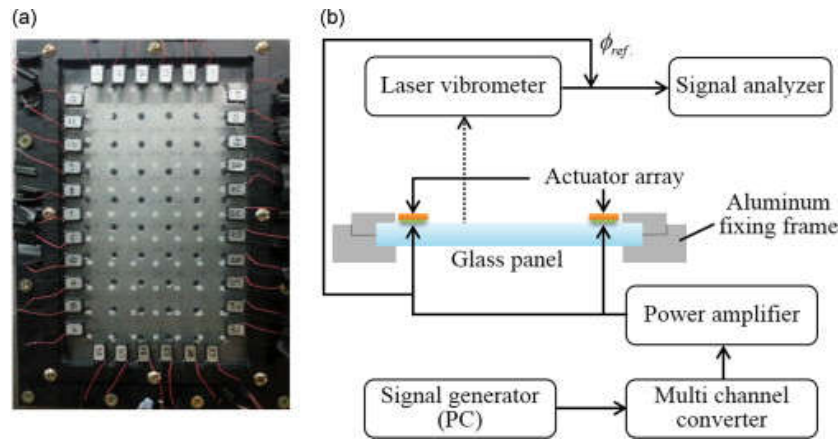 (a)
(b)
ϕref.
Laser vibrometer
Signal analyzer
Actuator array
Aluminum
fixing frame
Glass panel
Power amplifier
Signal generator
(PC)
Multi channel
converter